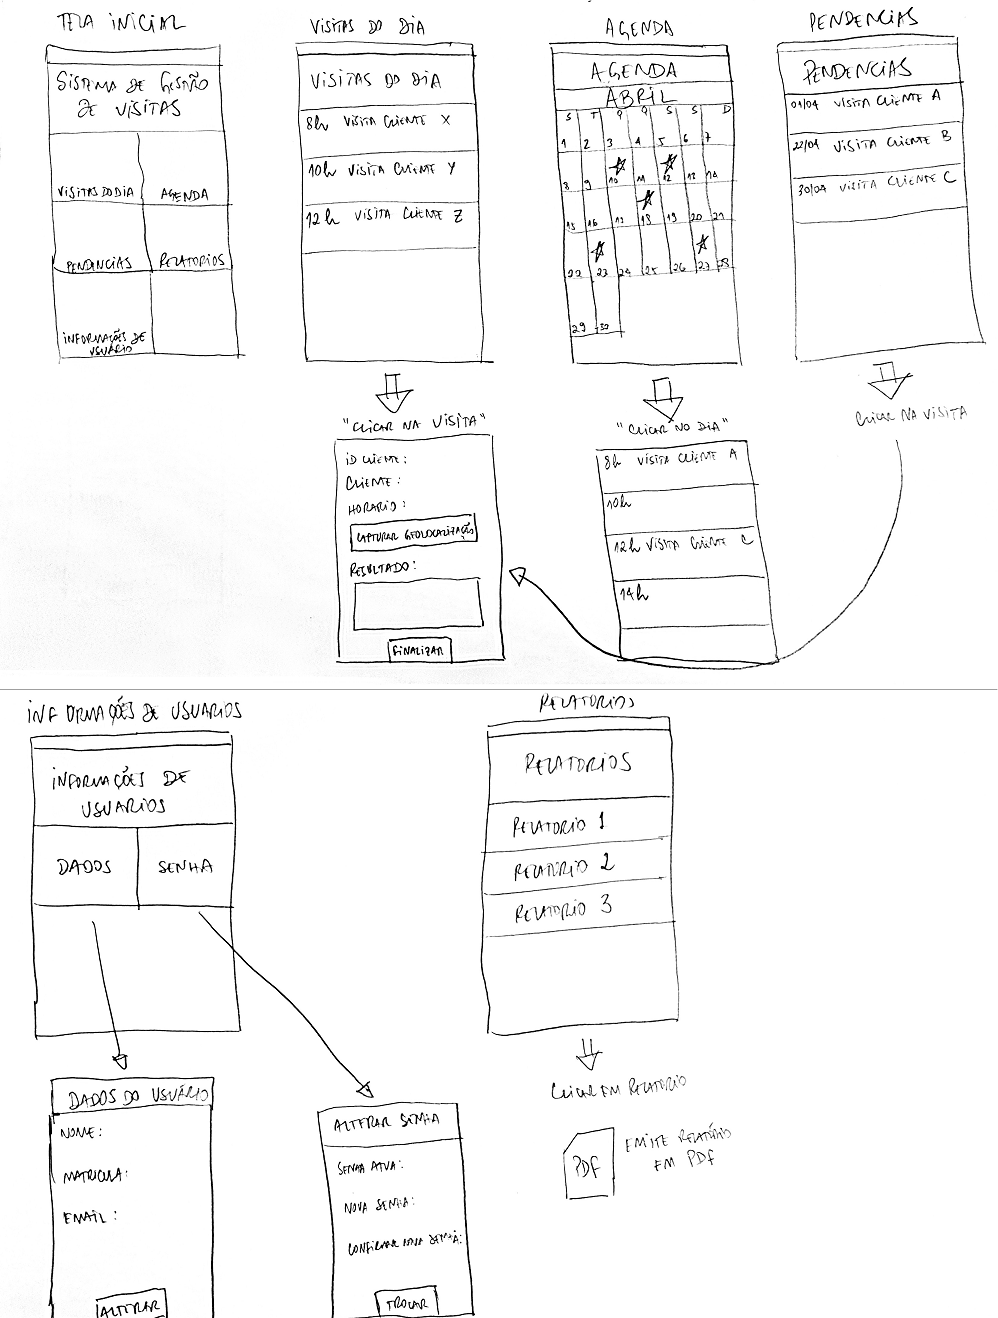 TELA INICIAL
SISTEMA DE GESTÃO
DE VISITAS
VISITAS DO DIA
AGENDA
PENDENCIAS
RELATORIOS
INFORMAÇÕES DE
USUÁRIO
VISITAS DO DIA
VISITAS DO DIA
8h VISITA CLIENTE X
10h VISITA CLIENTE Y
12h VISITA CLIENTE Z
"CLICAR NA VISITA"
ID CLIENTE:
CLIENTE:
HORARIO:
CAPTURAR GEOLOCALIZAÇÃO
RESULTADO:
FINALIZAR
AGENDA
AGENDA
ABRIL
S T Q Q S S D
1 2 3 4 5 6 7
8 9 10 11 12 13 14
15 16 17 18 19 20 21
22 23 24 25 26 27 28
29 30
"CLICAR NO DIA"
8h VISITA CLIENTE A
10h
12h VISITA CLIENTE C
14h
PENDENCIAS
PENDENCIAS
01/04 VISITA CLIENTE A
22/04 VISITA CLIENTE B
30/04 VISITA CLIENTE C
CLICAR NA VISITA
INFORMAÇÕES DE USUARIOS
INFORMAÇÕES DE
USUARIOS
DADOS
SENHA
DADOS DO USUÁRIO
NOME:
MATRICULA:
EMAIL:
ALTERAR
ALTERAR SENHA
SENHA ATUAL:
NOVA SENHA:
CONFIRMAR NOVA SENHA:
TROCAR
RELATORIOS
RELATORIOS
RELATORIO 1
RELATORIO 2
RELATORIO 3
CLICAR EM RELATORIO
PDF
EMITE RELATÓRIO
EM PDF